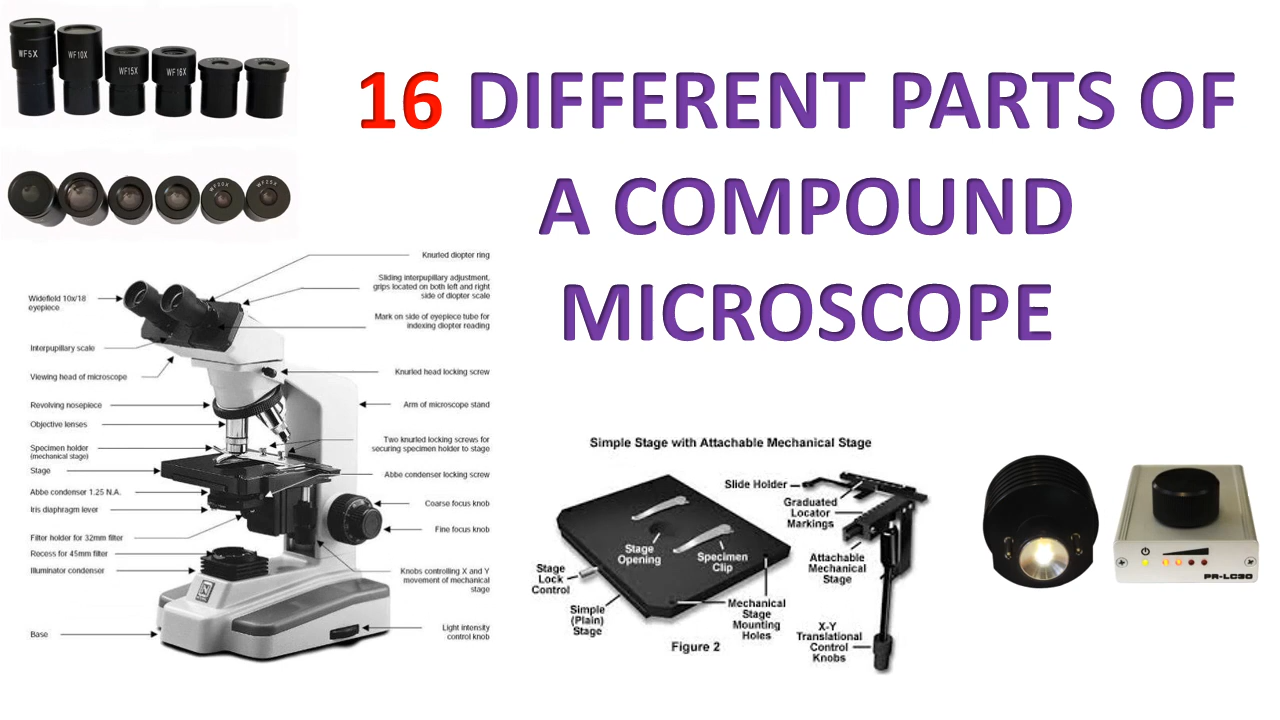 WF5X
WF10X
WF15X
WF16X
WF20X
WF25X
16 DIFFERENT PARTS OF
A COMPOUND
MICROSCOPE
Knurled diopter ring
Sliding interpupillary adjustment,
grips located on both left and right
side of diopter scale
Mark on side of eyepiece tube for
indexing diopter reading
Knurled head locking screw
Arm of microscope stand
Two knurled locking screws for
securing specimen holder to stage
Abbe condenser locking screw
Coarse focus knob
Fine focus knob
Knobs controlling X and Y
movement of mechanical
stage
Light intensity
control knob
Widefield 10x/18
eyepiece
Interpupillary scale
Viewing head of microscope
Revolving nosepiece
Objective lenses
Specimen holder
(mechanical stage)
Stage
Abbe condenser 1.25 N.A.
Iris diaphragm lever
Filter holder for 32mm filter
Recess for 45mm filter
Illuminator condenser
Base
N
Simple Stage with Attachable Mechanical Stage
Slide Holder
Graduated
Locator
Markings
Stage
Opening
Specimen
Clip
Attachable
Mechanical
Stage
Stage
Lock
Control
Simple
(Plain)
Stage
Mechanical
Stage
Mounting
Holes
X-Y
Translational
Control
Knobs
Figure 2
PR-LC30